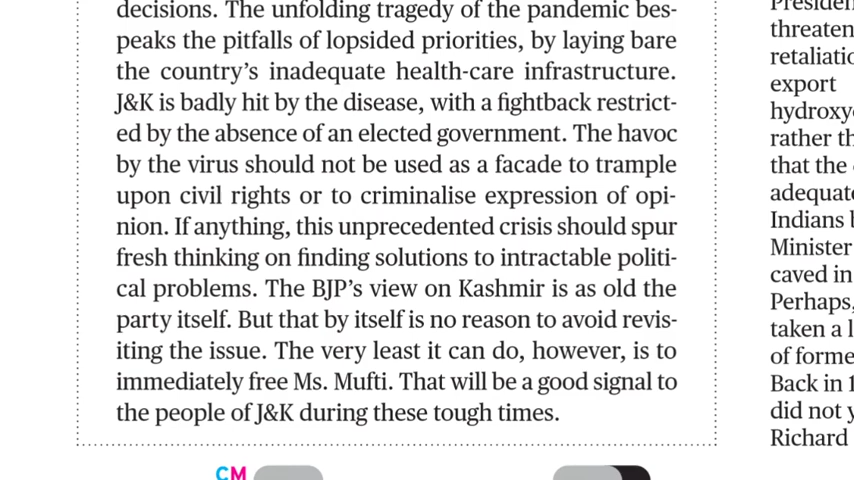 decisions. The unfolding tragedy of the pandemic bes-
peaks the pitfalls of lopsided priorities, by laying bare
the country's inadequate health-care infrastructure.
J&K is badly hit by the disease, with a fightback restrict-
ed by the absence of an elected government. The havoc
by the virus should not be used as a facade to trample
upon civil rights or to criminalise expression of opi-
nion. If anything, this unprecedented crisis should spur
fresh thinking on finding solutions to intractable politi-
cal problems. The BJP's view on Kashmir is as old the
party itself. But that by itself is no reason to avoid revis-
iting the issue. The very least it can do, however, is to
immediately free Ms. Mufti. That will be a good signal to
the people of J&K during these tough times.
CM
export
rather
that the
Indians
Minister
caved in
Perhaps,
taken a
of
Back in
did not
Richard